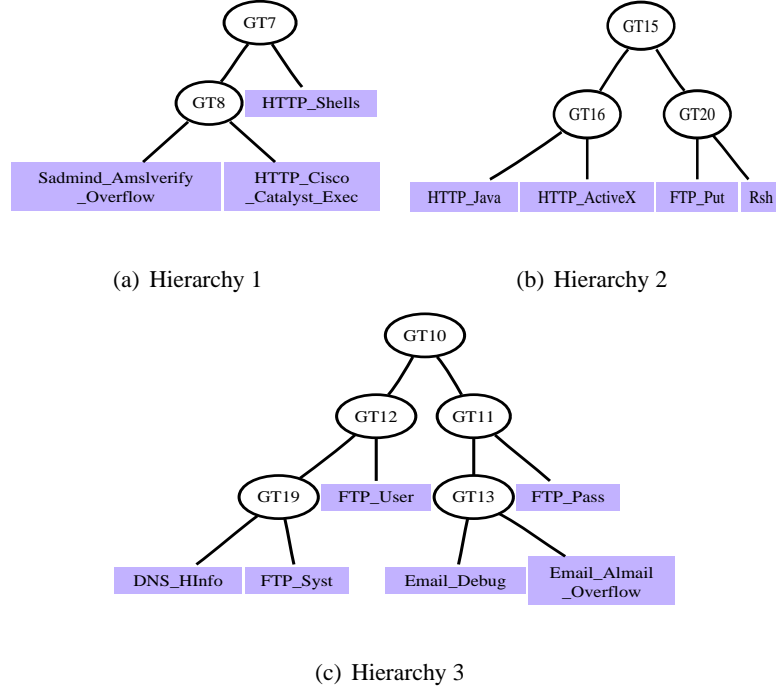 GT7
GT8
HTTP_Shells
Sadmind_Amslverify
_Overflow
HTTP_Cisco
_Catalyst_Exec
(a) Hierarchy 1
GT15
GT16
GT20
HTTP_Java
HTTP_ActiveX
FTP_Put
Rsh
(b) Hierarchy 2
GT10
GT12
GT11
GT19
FTP_User
GT13
FTP_Pass
DNS_HInfo
FTP_Syst
Email_Debug
Email_Almail
_Overflow
(c) Hierarchy 3